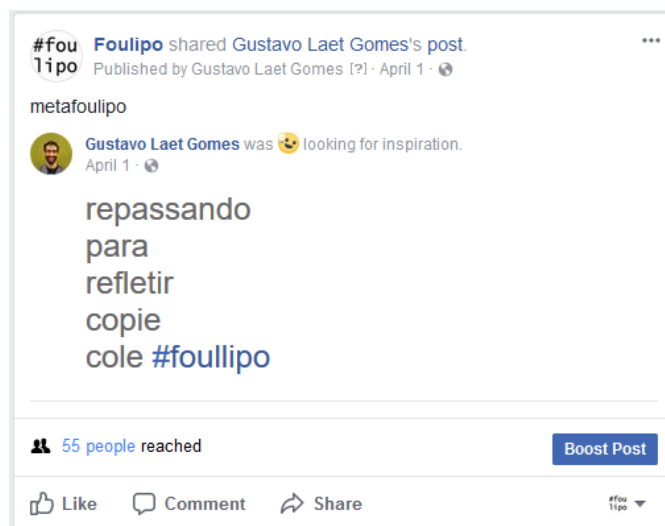 #fou
lipo
Foulipo shared Gustavo Laet Gomes's post.
Published by Gustavo Laet Gomes [?] · April 1 ·
metafoulipo
Gustavo Laet Gomes was looking for inspiration.
April 1 ·
repassando
para
refletir
copie
cole #foullipo
55 people reached
Boost Post
Like Comment Share
#fou
lipo